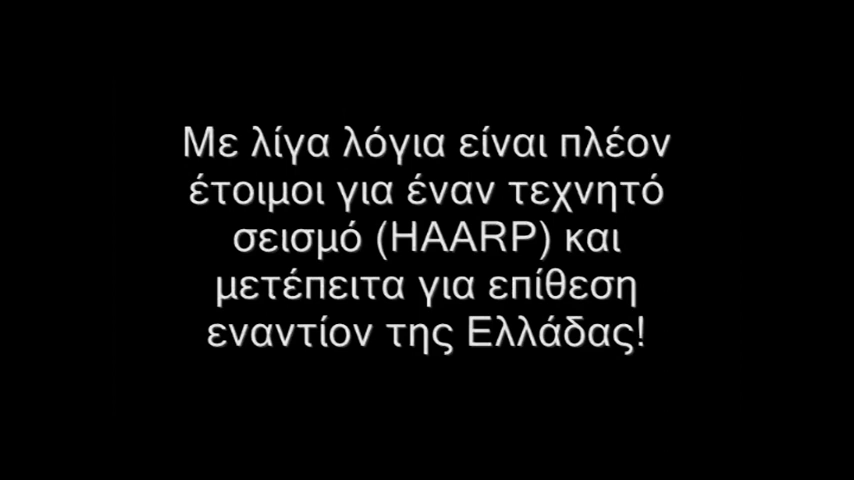 Με λίγα λόγια είναι πλέον
έτοιμοι για έναν τεχνητό
σεισμό (HAARP) και
μετέπειτα για επίθεση
εναντίον της Ελλάδας!